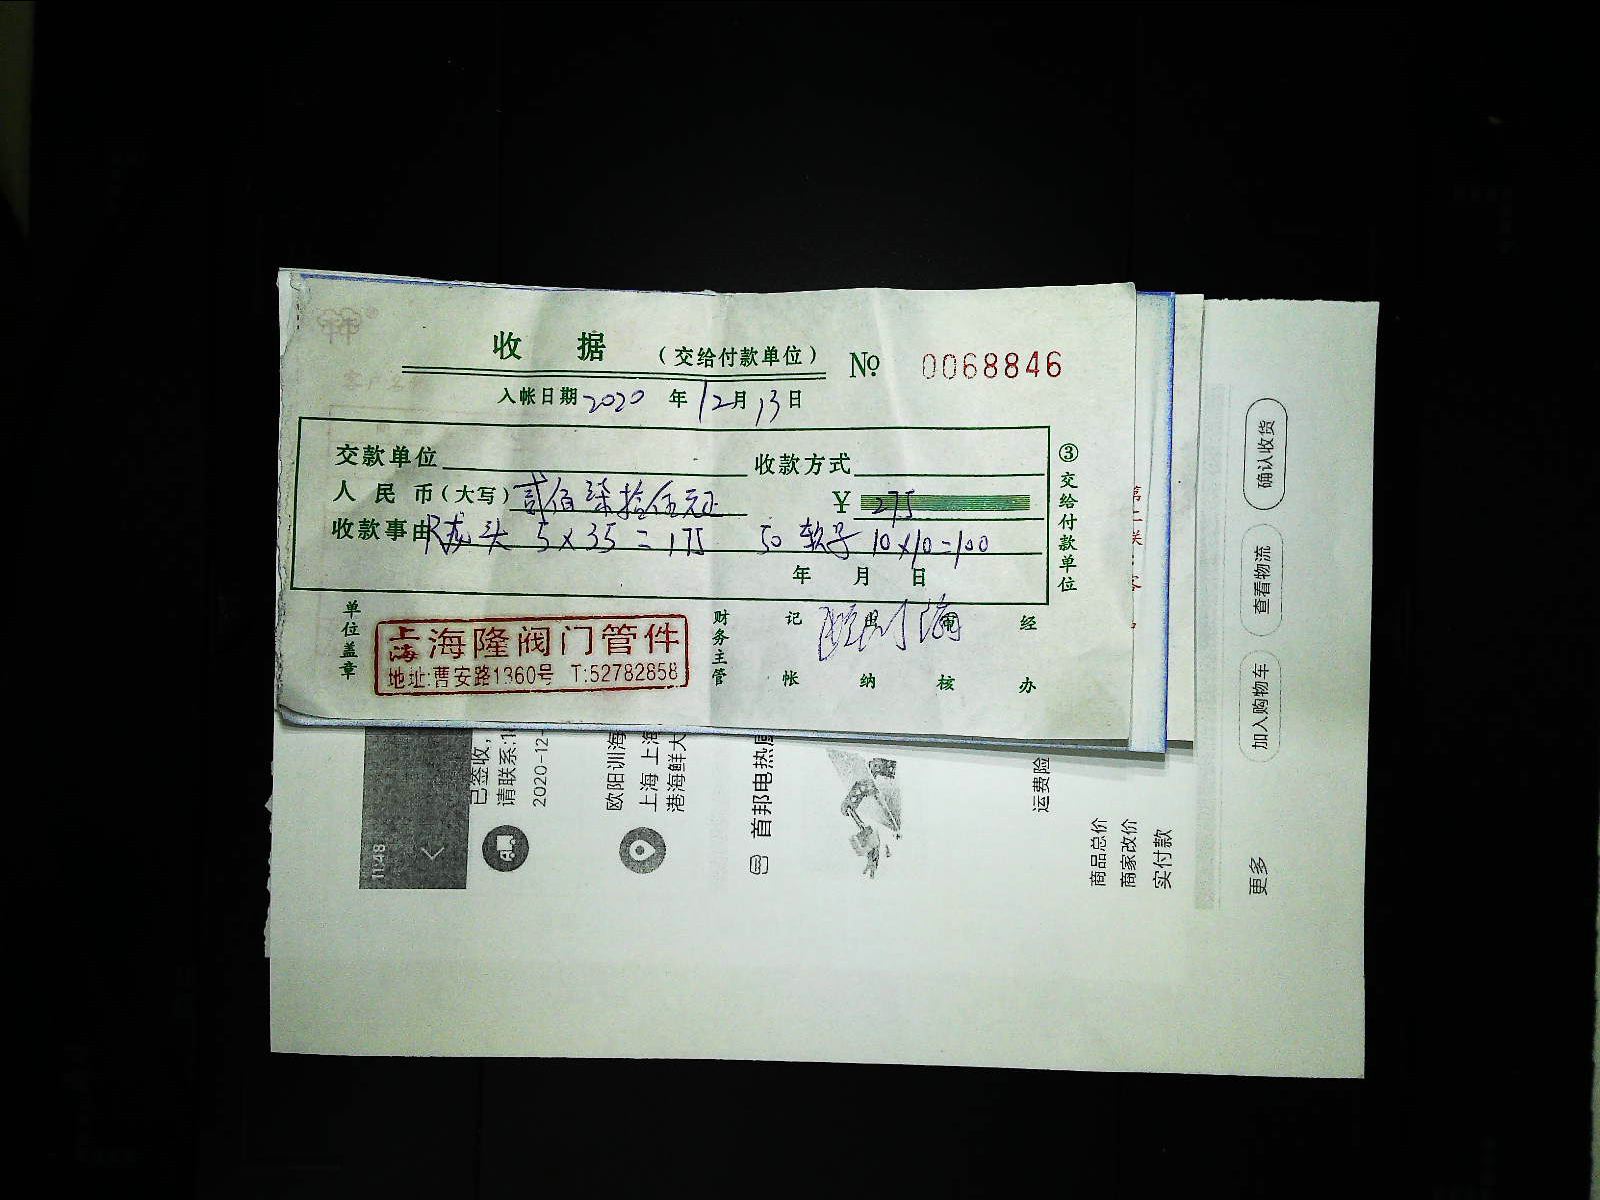 收 据 (交给付款单位) № 0068846
入帐日期 2020 年 12 月 13 日
交款单位 收款方式
人民币(大写) 贰佰柒拾伍元正 ¥ 275
收款事由 龙头 5×35=175 50 软子 10×10=100
年 月 日
③交给付款单位
单位盖章
上海 海隆阀门管件
地址:曹安路1360号 T:52782858
财务主管 记帐 出纳 审核 经办
11:48
已签收,
请联系:1
2020-12-
欧阳训海
上海 上海
港海鲜大
首邦电热
运费险
商品总价
商家改价
实付款
更多
加入购物车
查看物流
确认收货